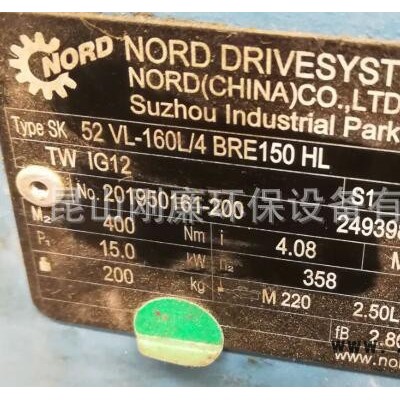 NORD
NORD DRIVESYST
NORD(CHINA)CO.,LTD
Suzhou Industrial Park
Type SK 52 VL-160L/4 BRE150 HL
TW IG12
No. 201950161-200 S1 249398
昆山刚廉环保设备有
M₂ 400 Nm i 4.08 M
P₁ 15.0 kW n₂ 358
200 kg M 220 2.50L
fB 2.80
www.nor